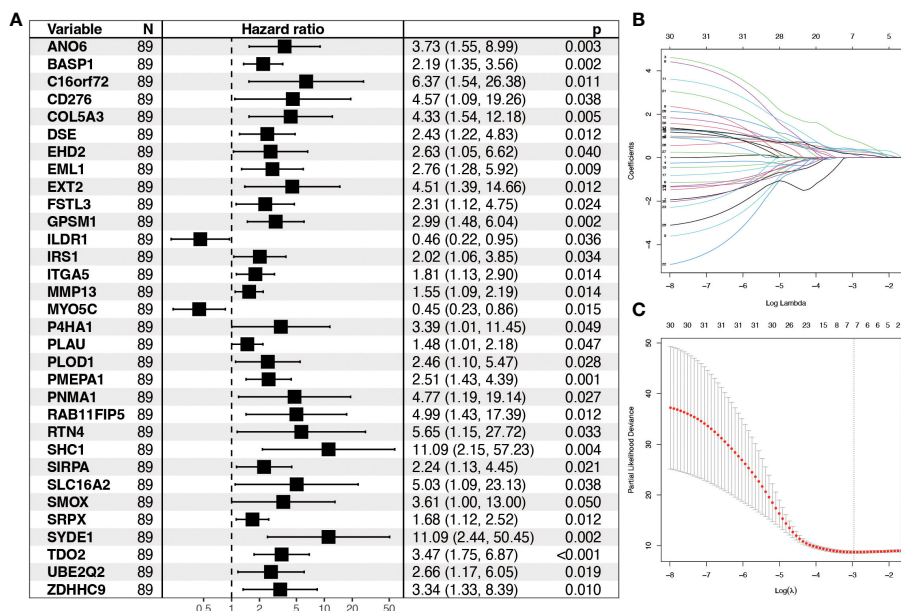 A
Variable N Hazard ratio p
ANO6 89 3.73 (1.55, 8.99) 0.003
BASP1 89 2.19 (1.35, 3.56) 0.002
C16orf72 89 6.37 (1.54, 26.38) 0.011
CD276 89 4.57 (1.09, 19.26) 0.038
COL5A3 89 4.33 (1.54, 12.18) 0.005
DSE 89 2.43 (1.22, 4.83) 0.012
EHD2 89 2.63 (1.05, 6.62) 0.040
EML1 89 2.76 (1.28, 5.92) 0.009
EXT2 89 4.51 (1.39, 14.66) 0.012
FSTL3 89 2.31 (1.12, 4.75) 0.024
GPSM1 89 2.99 (1.48, 6.04) 0.002
ILDR1 89 0.46 (0.22, 0.95) 0.036
IRS1 89 2.02 (1.06, 3.85) 0.034
ITGA5 89 1.81 (1.13, 2.90) 0.014
MMP13 89 1.55 (1.09, 2.19) 0.014
MYO5C 89 0.45 (0.23, 0.86) 0.015
P4HA1 89 3.39 (1.01, 11.45) 0.049
PLAU 89 1.48 (1.01, 2.18) 0.047
PLOD1 89 2.46 (1.10, 5.47) 0.028
PMEPA1 89 2.51 (1.43, 4.39) 0.001
PNMA1 89 4.77 (1.19, 19.14) 0.027
RAB11FIP5 89 4.99 (1.43, 17.39) 0.012
RTN4 89 5.65 (1.15, 27.72) 0.033
SHC1 89 11.09 (2.15, 57.23) 0.004
SIRPA 89 2.24 (1.13, 4.45) 0.021
SLC16A2 89 5.03 (1.09, 23.13) 0.038
SMOX 89 3.61 (1.00, 13.00) 0.050
SRPX 89 1.68 (1.12, 2.52) 0.012
SYDE1 89 11.09 (2.44, 50.45) 0.002
TDO2 89 3.47 (1.75, 6.87) <0.001
UBE2Q2 89 2.66 (1.17, 6.05) 0.019
ZDHHC9 89 3.34 (1.33, 8.39) 0.010
0.5 1 2 5 10 20 50
B
30 30 31 28 20 7 5
4
2
0
-2
-4
Coefficients
-8 -7 -6 -5 -4 -3 -2
Log Lambda
C
30 30 31 31 31 31 30 26 23 15 8 7 7 6 6 2
50
40
30
20
10
Partial Likelihood Deviance
-8 -7 -6 -5 -4 -3 -2
Log(λ)